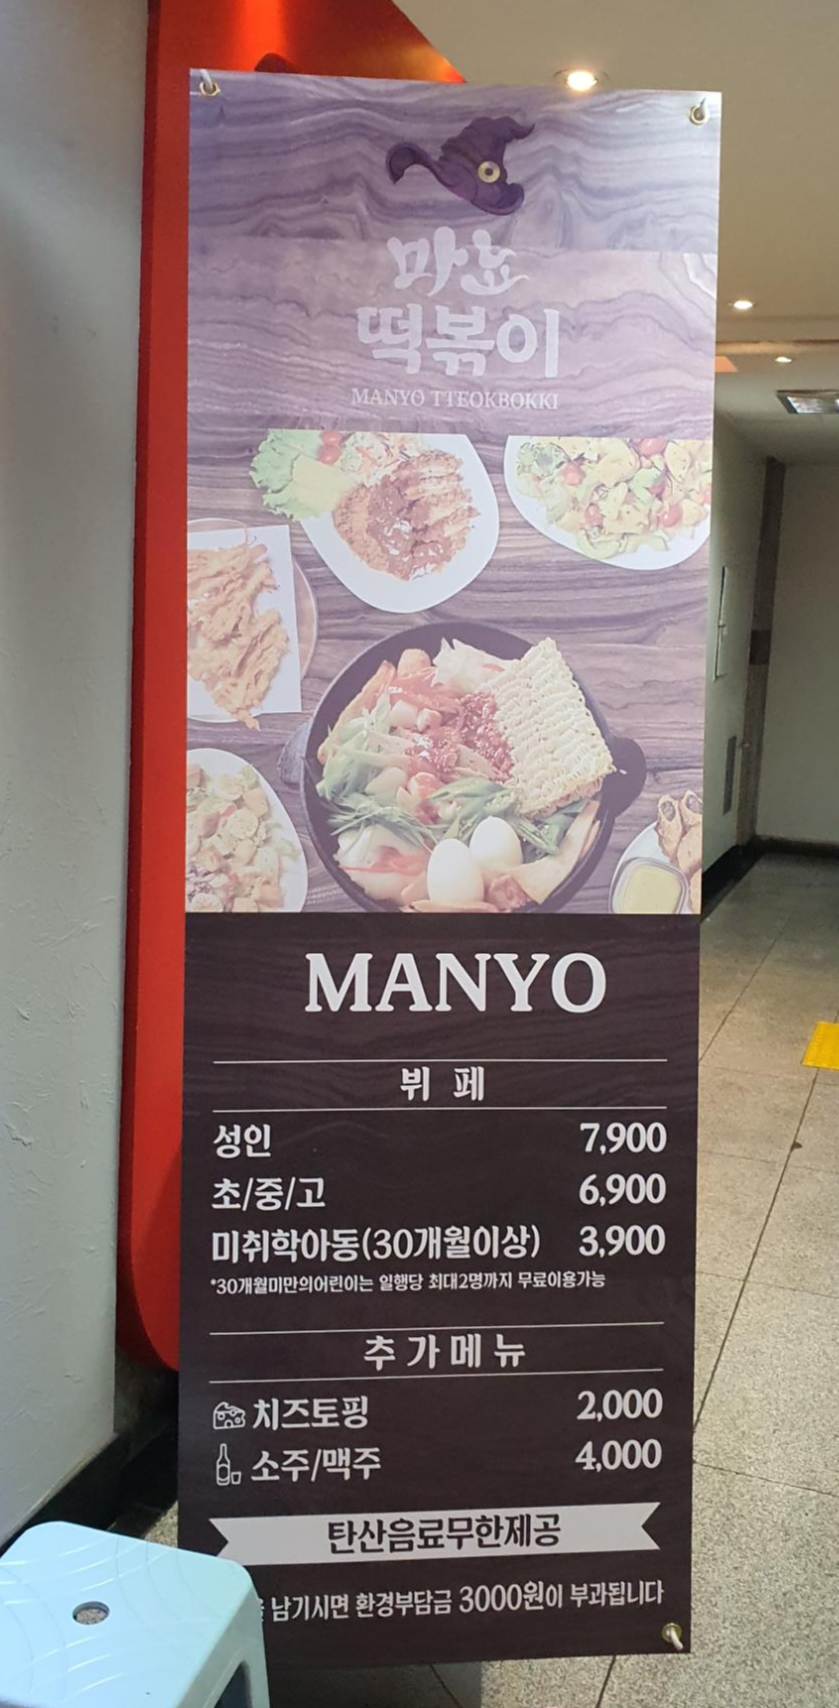 마뇨
떡볶이
MANYO TTEOKBOKKI
MANYO
뷔 페
성인 7,900
초/중/고 6,900
미취학아동(30개월이상) 3,900
*30개월미만의어린이는 일행당 최대2명까지 무료이용가능
추가메뉴
치즈토핑 2,000
소주/맥주 4,000
탄산음료무한제공
남기시면 환경부담금 3000원이 부과됩니다